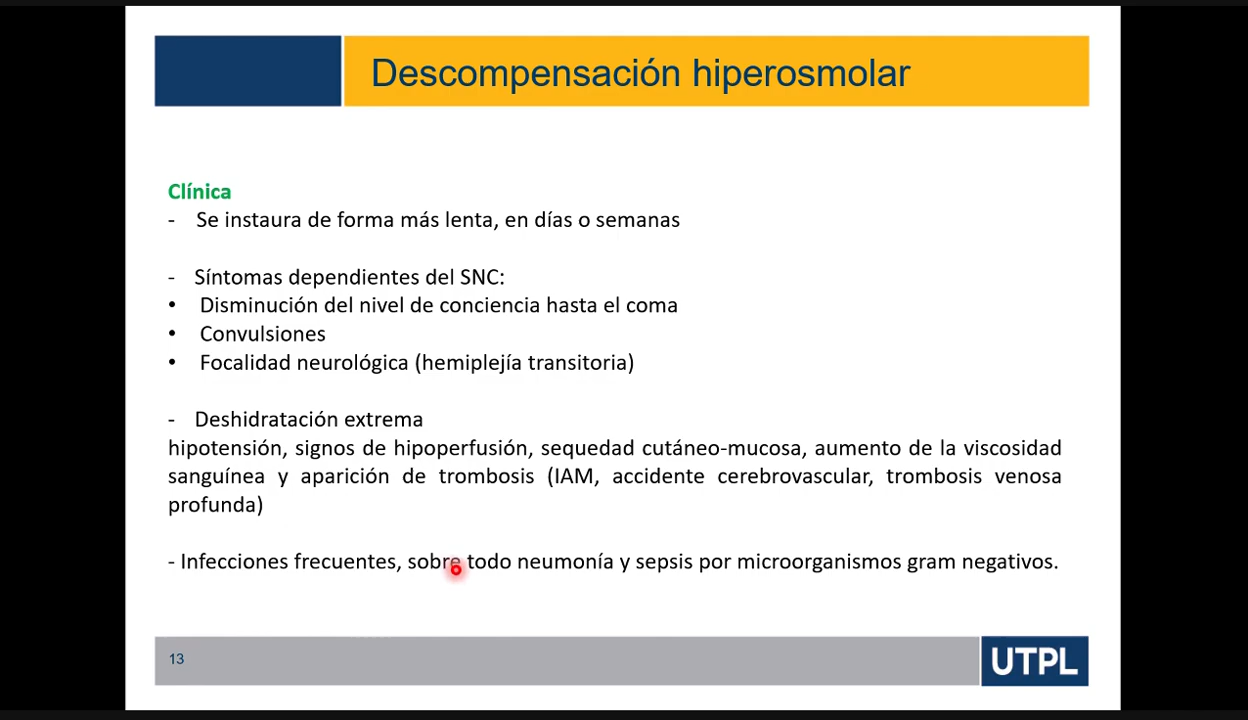 Descompensación hiperosmolar
Clínica
- Se instaura de forma más lenta, en días o semanas
- Síntomas dependientes del SNC:
• Disminución del nivel de conciencia hasta el coma
• Convulsiones
• Focalidad neurológica (hemiplejía transitoria)
- Deshidratación extrema
hipotensión, signos de hipoperfusión, sequedad cutáneo-mucosa, aumento de la viscosidad
sanguínea y aparición de trombosis (IAM, accidente cerebrovascular, trombosis venosa
profunda)
- Infecciones frecuentes, sobre todo neumonía y sepsis por microorganismos gram negativos.
13
UTPL